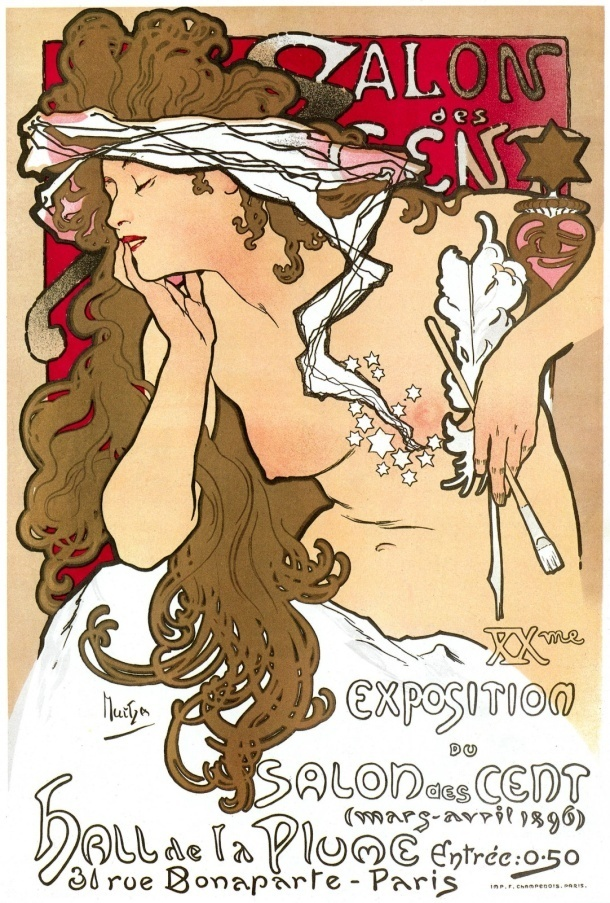 SALON
des
CENT
XXme
EXPOSITION
DU
SALON des CENT
(mars-avril 1896)
HALL de la PLUME Entrée: 0.50
31 rue Bonaparte - Paris
IMP. F. CHAMPENOIS. PARIS.
Mucha